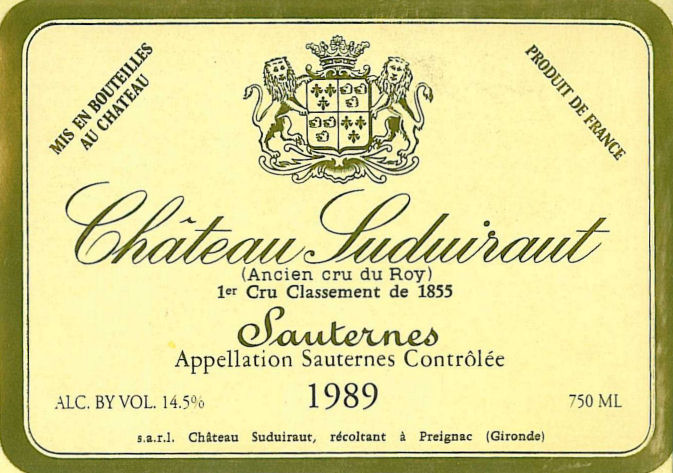 MIS EN BOUTEILLES
AU CHATEAU
PRODUIT DE FRANCE
Château Suduiraut
(Ancien cru du Roy)
1er Cru Classement de 1855
Sauternes
Appellation Sauternes Contrôlée
ALC. BY VOL. 14.5% 1989 750 ML
s.a.r.l. Château Suduiraut, récoltant à Preignac (Gironde)